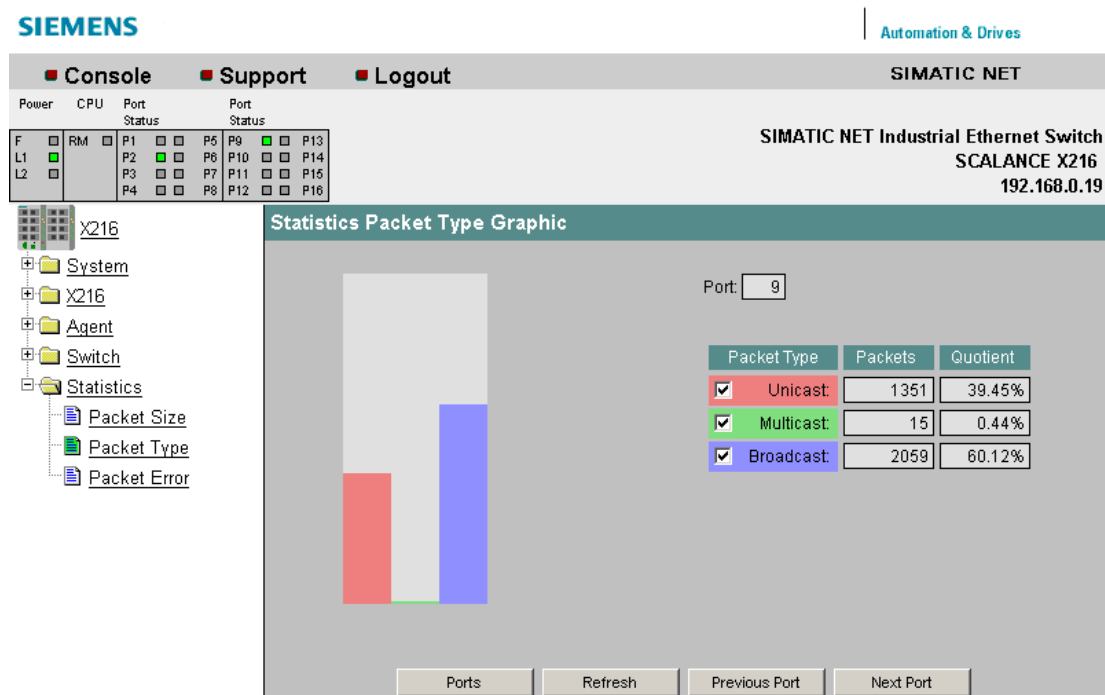 SIEMENS
Automation & Drives
Console Support Logout SIMATIC NET
Power CPU Port Status Port Status
F RM P1 P5 P9 P13
L1 P2 P6 P10 P14
L2 P3 P7 P11 P15
P4 P8 P12 P16
SIMATIC NET Industrial Ethernet Switch
SCALANCE X216
192.168.0.19
X216
System
X216
Agent
Switch
Statistics
Packet Size
Packet Type
Packet Error
Statistics Packet Type Graphic
Port: 9
Packet Type Packets Quotient
Unicast: 1351 39.45%
Multicast: 15 0.44%
Broadcast: 2059 60.12%
Ports Refresh Previous Port Next Port